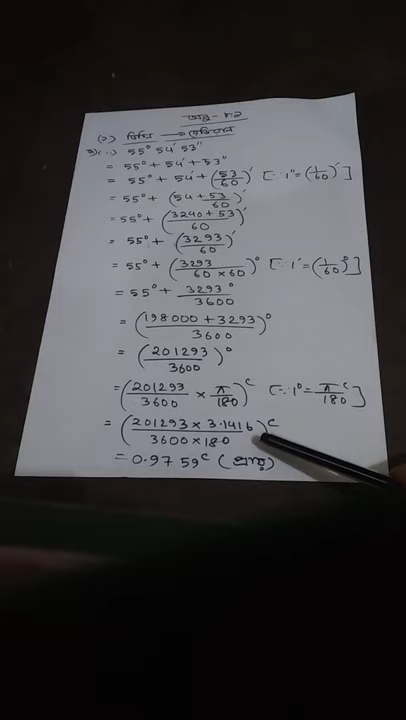 অনু - ৮.২
(২) ডিগ্রি → রেডিয়ান
55° 54′ 53″
= 55° + 54′ + 53″
= 55° + 54′ + (53/60)′ [∵ 1″ = (1/60)′]
= 55° + (54 + 53/60)′
= 55° + (3240 + 53/60)′
= 55° + (3293/60)′
= 55° + (3293/60 × 60)° [∵ 1′ = (1/60)°]
= 55° + 3293°/3600
= (198000 + 3293/3600)°
= (201293/3600)°
= (201293/3600 × π/180)ᶜ [∵ 1° = πᶜ/180]
= (201293 × 3.1416/3600 × 180)ᶜ
= 0.9759ᶜ (প্রায়)